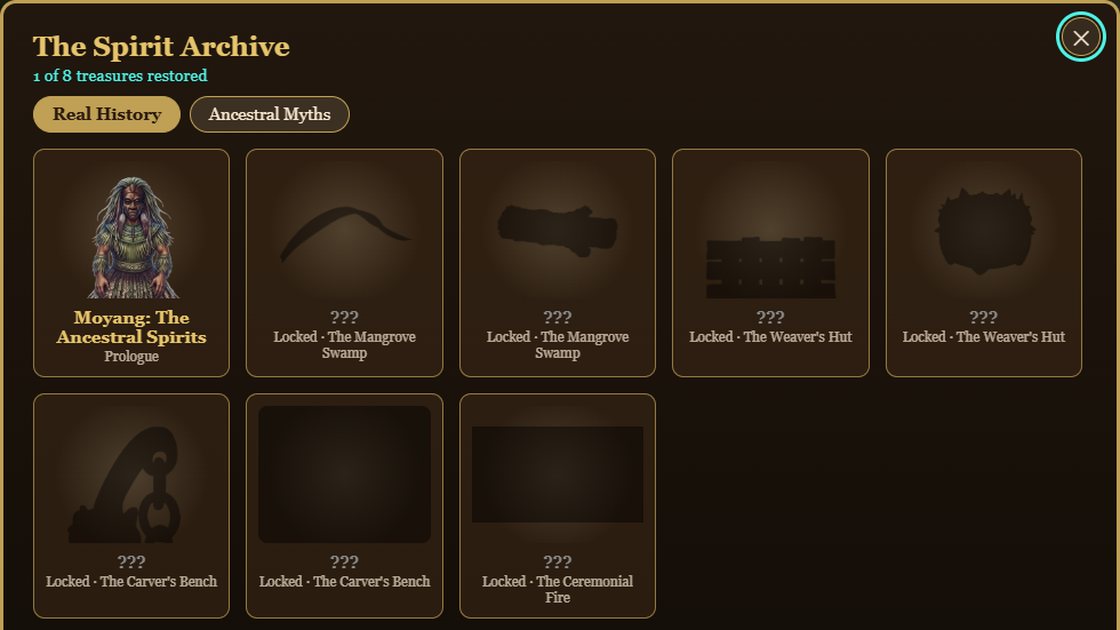 The Spirit Archive
1 of 8 treasures restored
Real History
Ancestral Myths
Moyang: The
Ancestral Spirits
Prologue
???
Locked · The Mangrove
Swamp
???
Locked · The Mangrove
Swamp
???
Locked · The Weaver's Hut
???
Locked · The Weaver's Hut
???
Locked · The Carver's Bench
???
Locked · The Carver's Bench
???
Locked · The Ceremonial
Fire